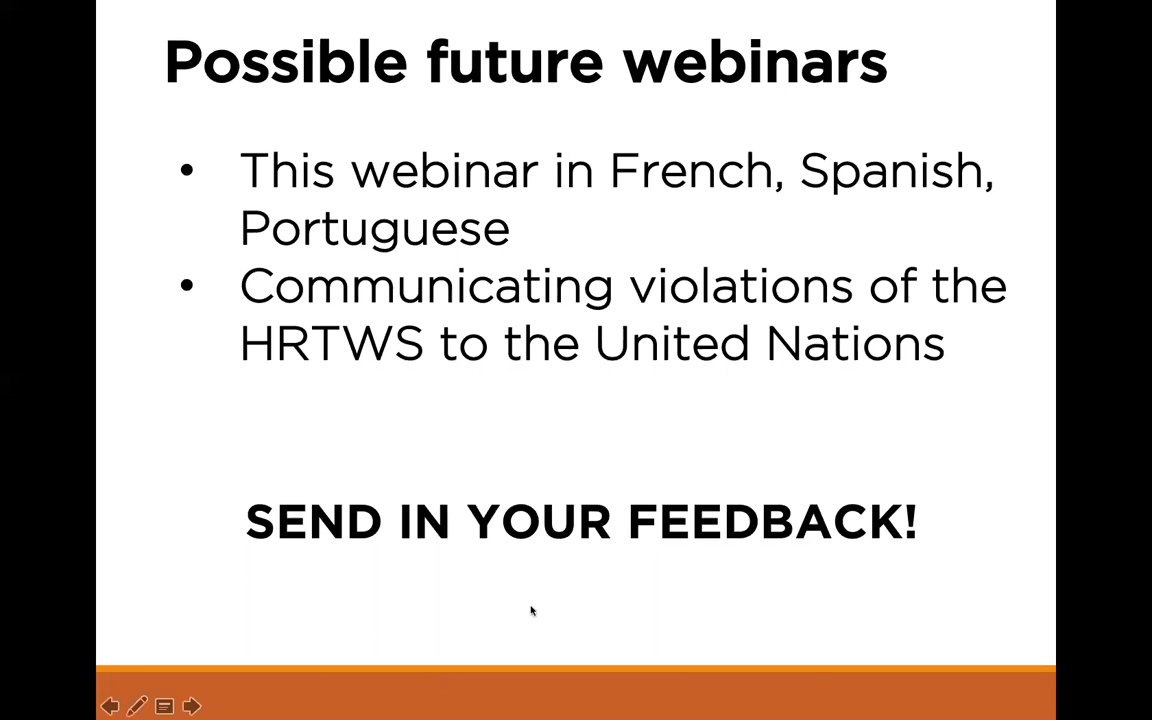 Possible future webinars
• This webinar in French, Spanish,
Portuguese
• Communicating violations of the
HRTWS to the United Nations
SEND IN YOUR FEEDBACK!